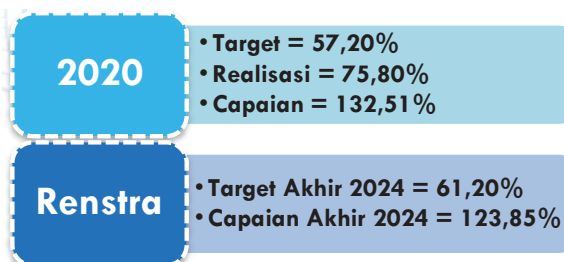 2020
• Target = 57,20%
• Realisasi = 75,80%
• Capaian = 132,51%
Renstra
• Target Akhir 2024 = 61,20%
• Capaian Akhir 2024 = 123,85%